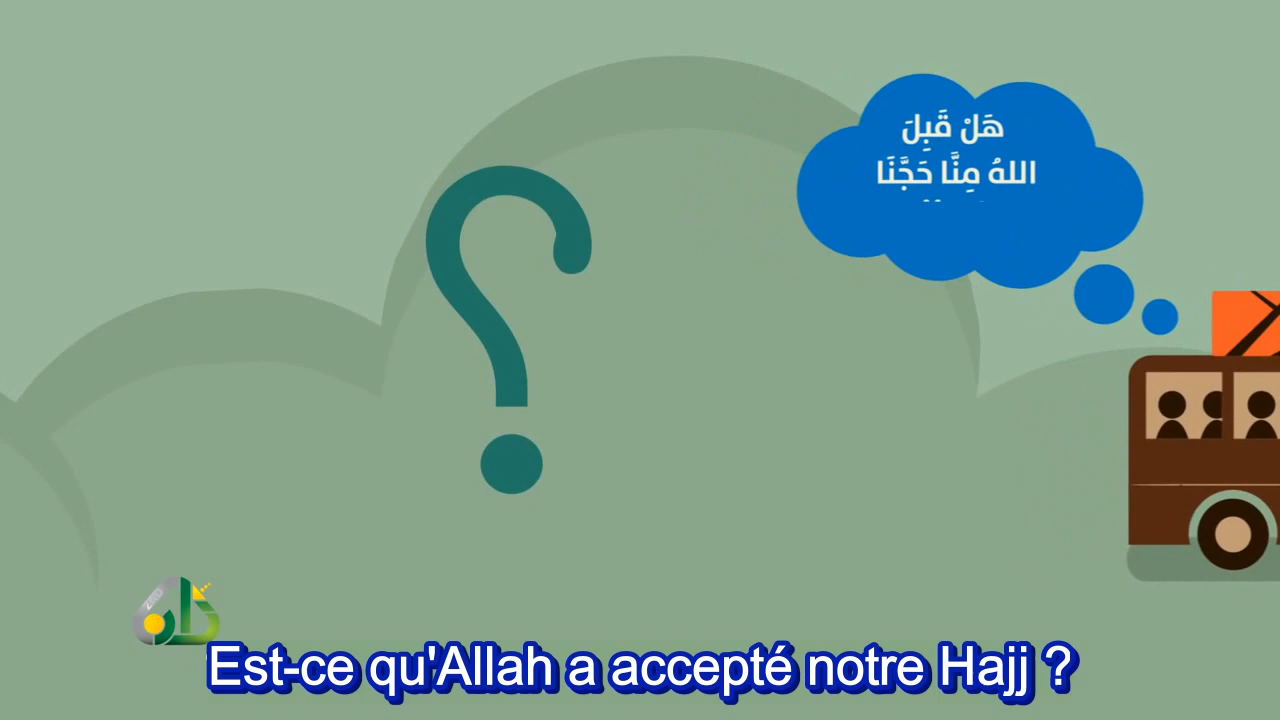 هَلْ قَبِلَ
اللهُ مِنَّا حَجَّنَا
Est-ce qu'Allah a accepté notre Hajj ?